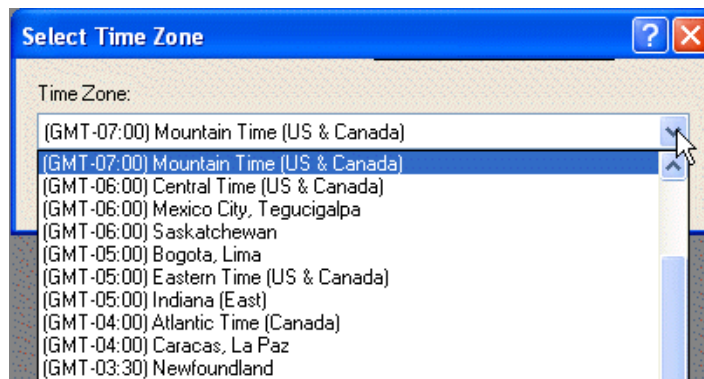 Select Time Zone
Time Zone:
(GMT-07:00) Mountain Time (US & Canada)
(GMT-07:00) Mountain Time (US & Canada)
(GMT-06:00) Central Time (US & Canada)
(GMT-06:00) Mexico City, Tegucigalpa
(GMT-06:00) Saskatchewan
(GMT-05:00) Bogota, Lima
(GMT-05:00) Eastern Time (US & Canada)
(GMT-05:00) Indiana (East)
(GMT-04:00) Atlantic Time (Canada)
(GMT-04:00) Caracas, La Paz
(GMT-03:30) Newfoundland